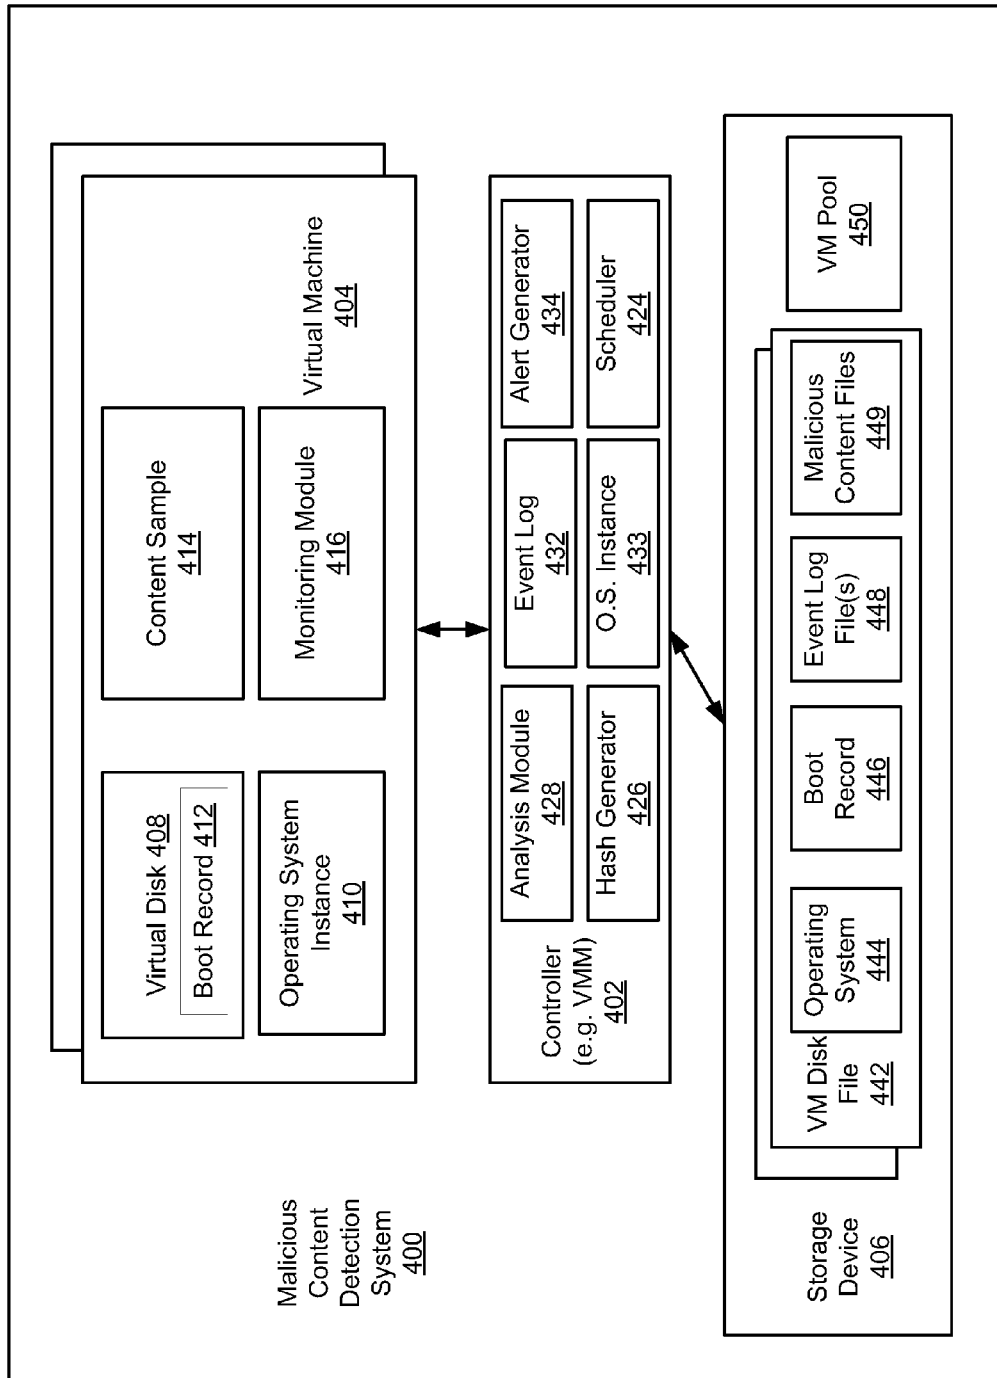 Malicious
Content
Detection
System
400
Virtual Disk 408
Boot Record 412
Operating System
Instance
410
Content Sample
414
Monitoring Module
416
Virtual Machine
404
Controller
(e.g. VMM)
402
Analysis Module
428
Hash Generator
426
Event Log
432
O.S. Instance
433
Alert Generator
434
Scheduler
424
Storage
Device
406
VM Disk
File
442
Operating
System
444
Boot
Record
446
Event Log
File(s)
448
Malicious
Content Files
449
VM Pool
450